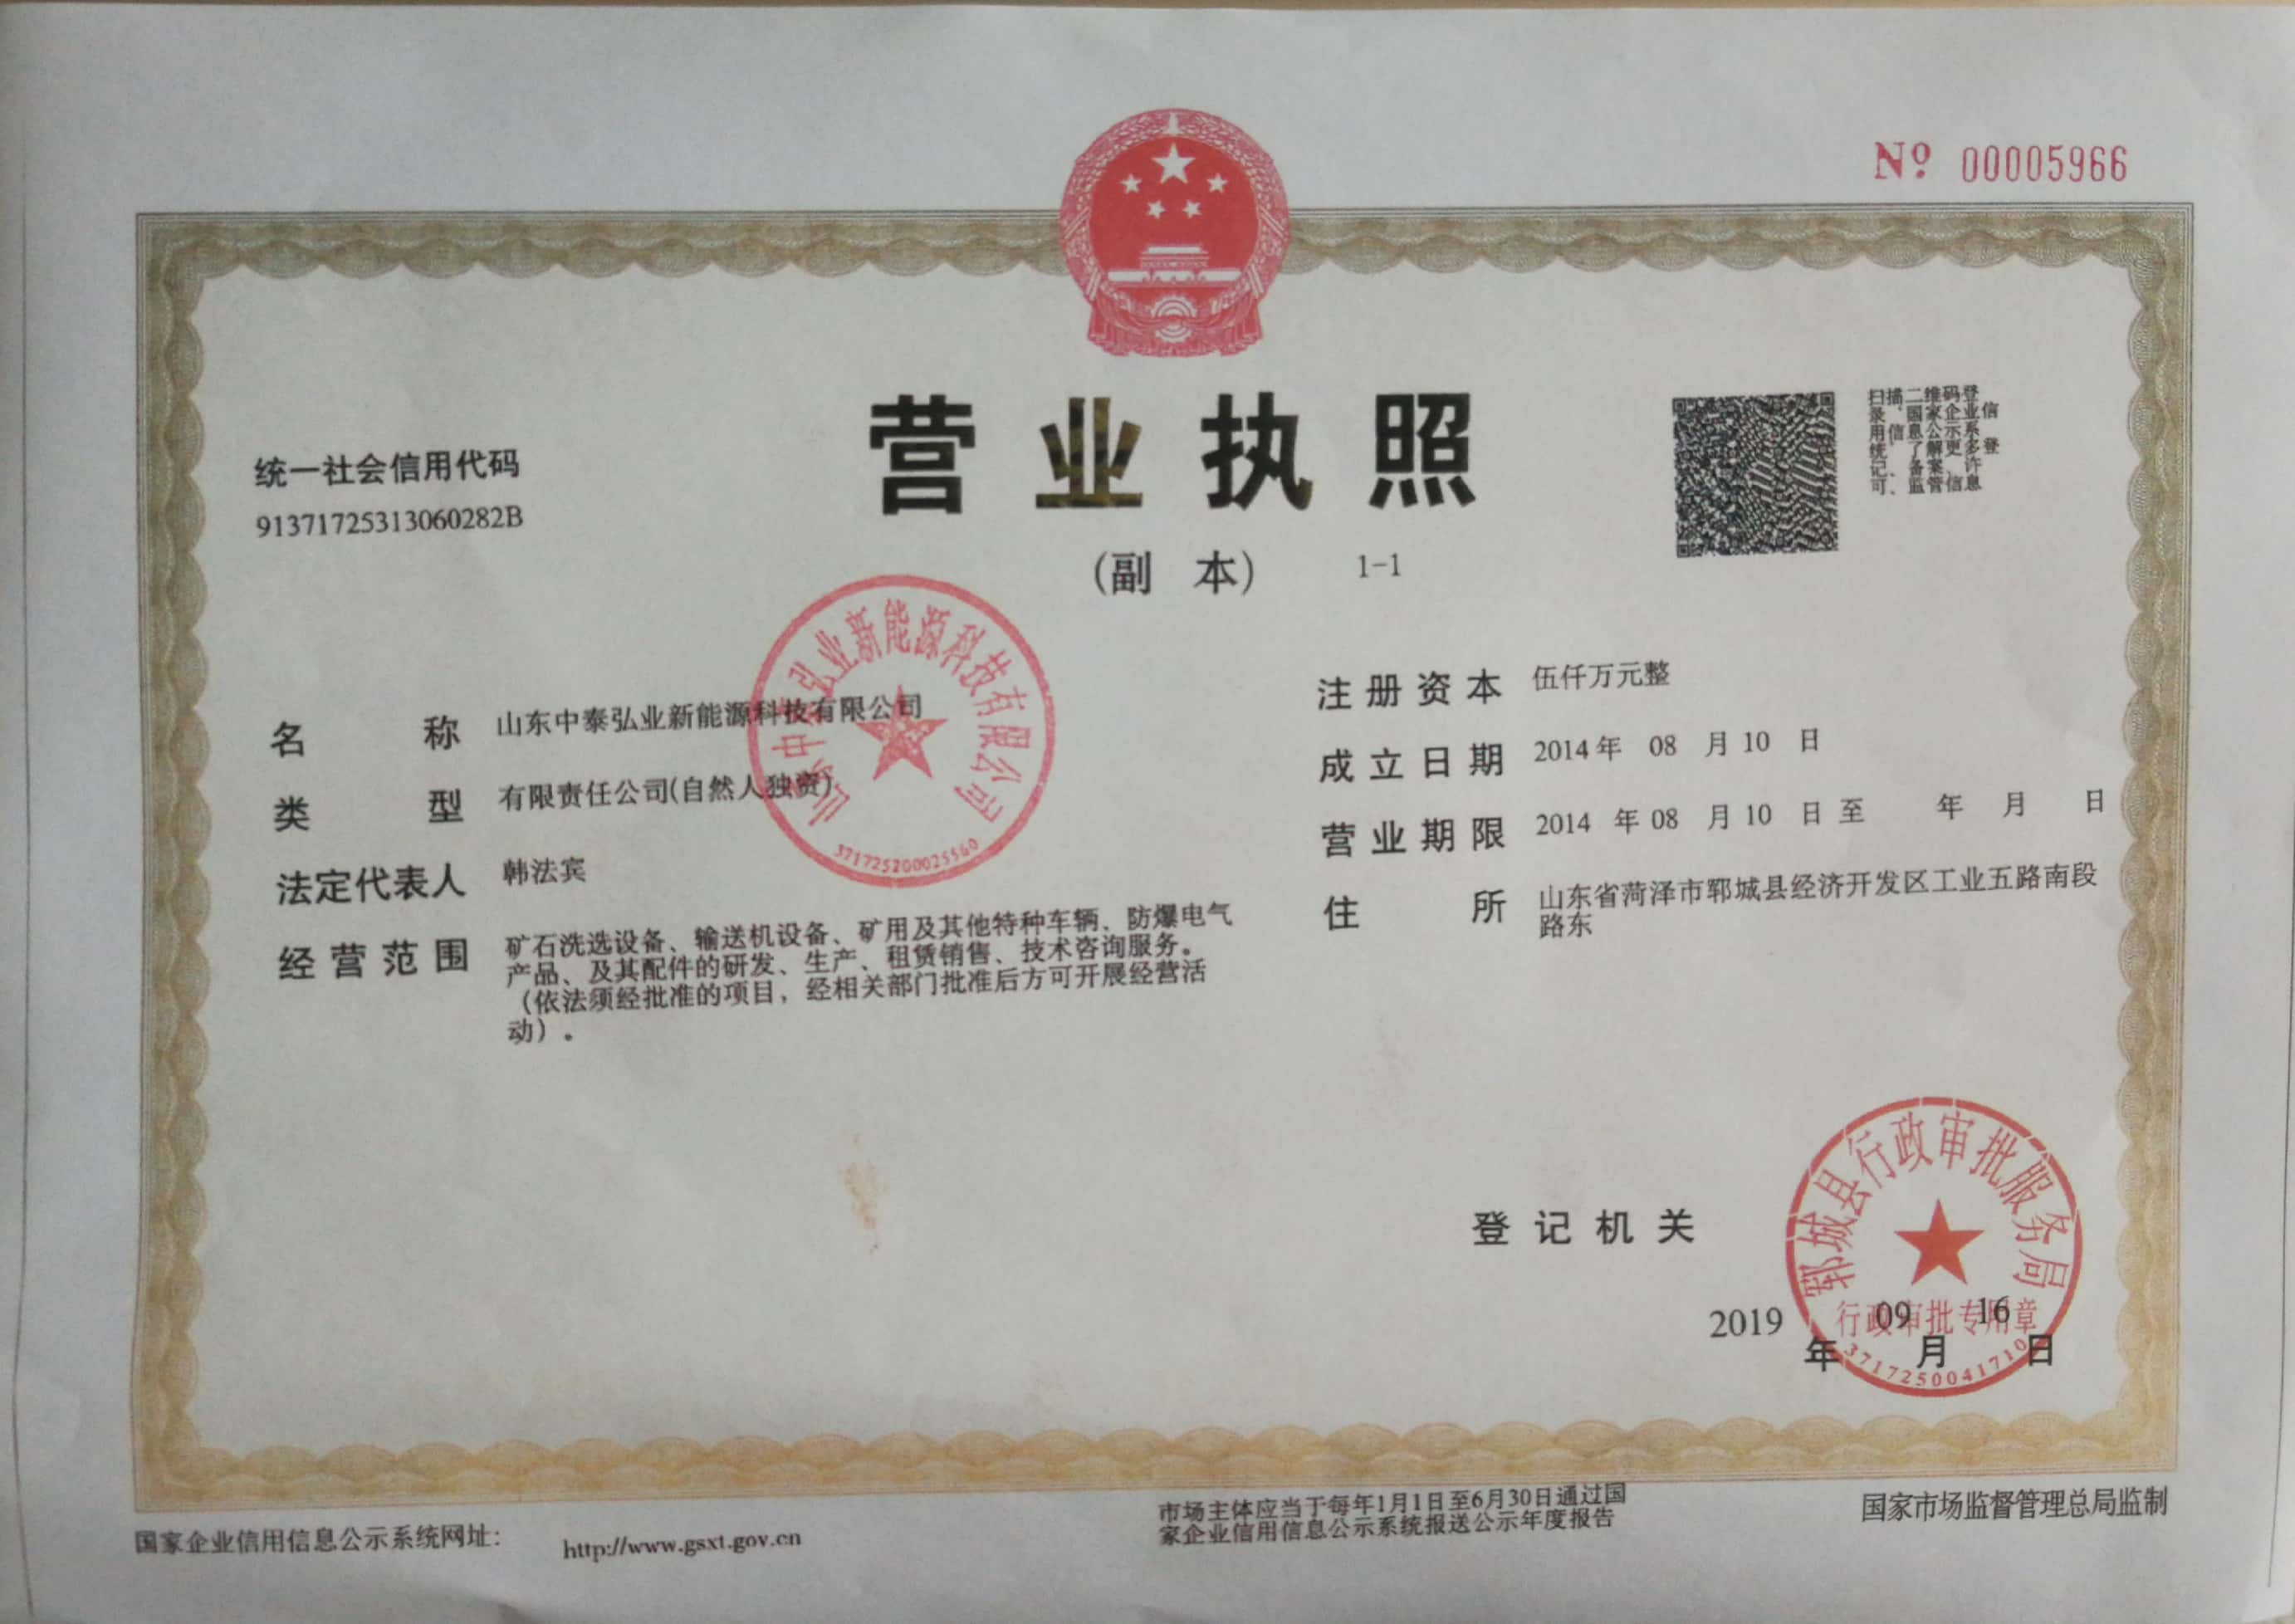 № 00005966
营业执照
(副 本) 1-1
统一社会信用代码
91371725313060282B
扫描二维码登
录、国家企业信
用信息公示系
统了解更多登
记、备案、许
可、监管信息
名 称 山东中泰弘业新能源科技有限公司
类 型 有限责任公司(自然人独资)
法定代表人 韩法宾
经营范围 矿石洗选设备、输送机设备、矿用及其他特种车辆、防爆电气
产品、及其配件的研发、生产、租赁销售、技术咨询服务。
（依法须经批准的项目，经相关部门批准后方可开展经营活
动）。
山东中泰弘业新能源科技有限公司
371725200025560
注册资本 伍仟万元整
成立日期 2014年 08 月 10 日
营业期限 2014 年 08 月 10 日 至 年 月 日
住 所 山东省菏泽市郓城县经济开发区工业五路南段
路东
登记机关
郓城县行政审批服务局
行政审批专用章
3717250041710
2019 年 09 月 16 日
国家企业信用信息公示系统网址： http://www.gsxt.gov.cn
市场主体应当于每年1月1日至6月30日通过国
家企业信用信息公示系统报送公示年度报告
国家市场监督管理总局监制